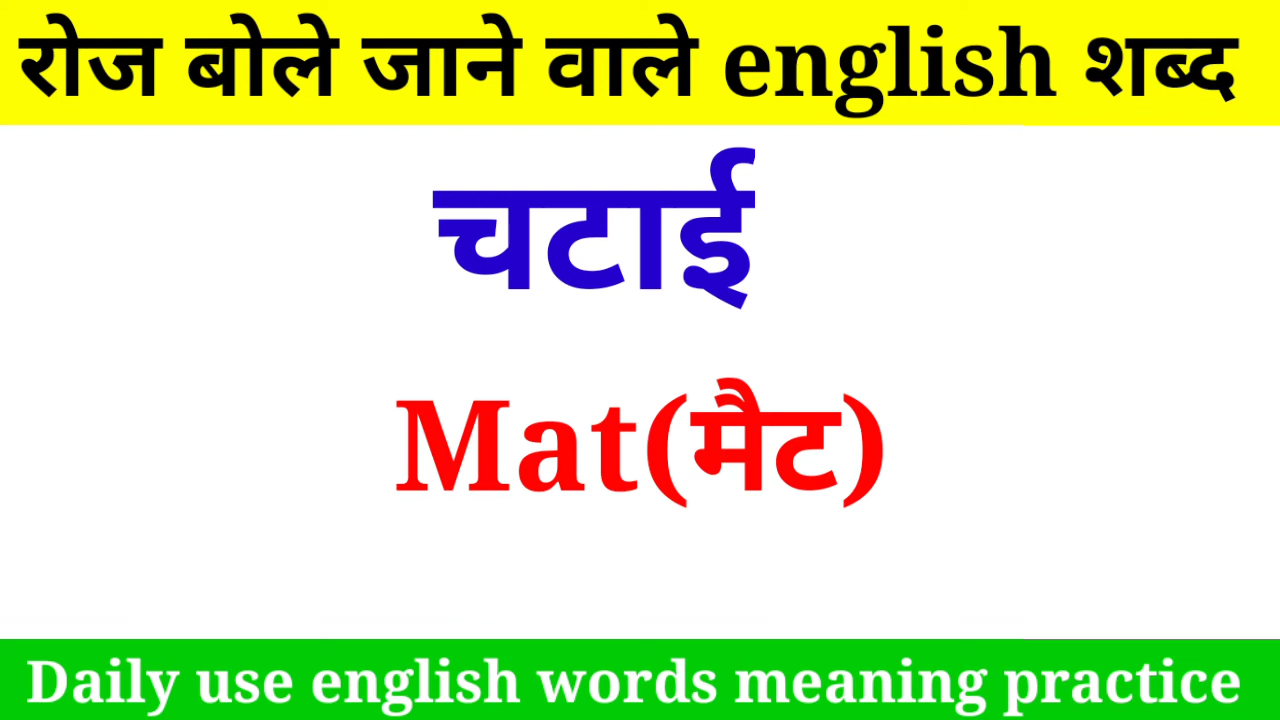 रोज बोले जाने वाले english शब्द
चटाई
Mat(मैट)
Daily use english words meaning practice